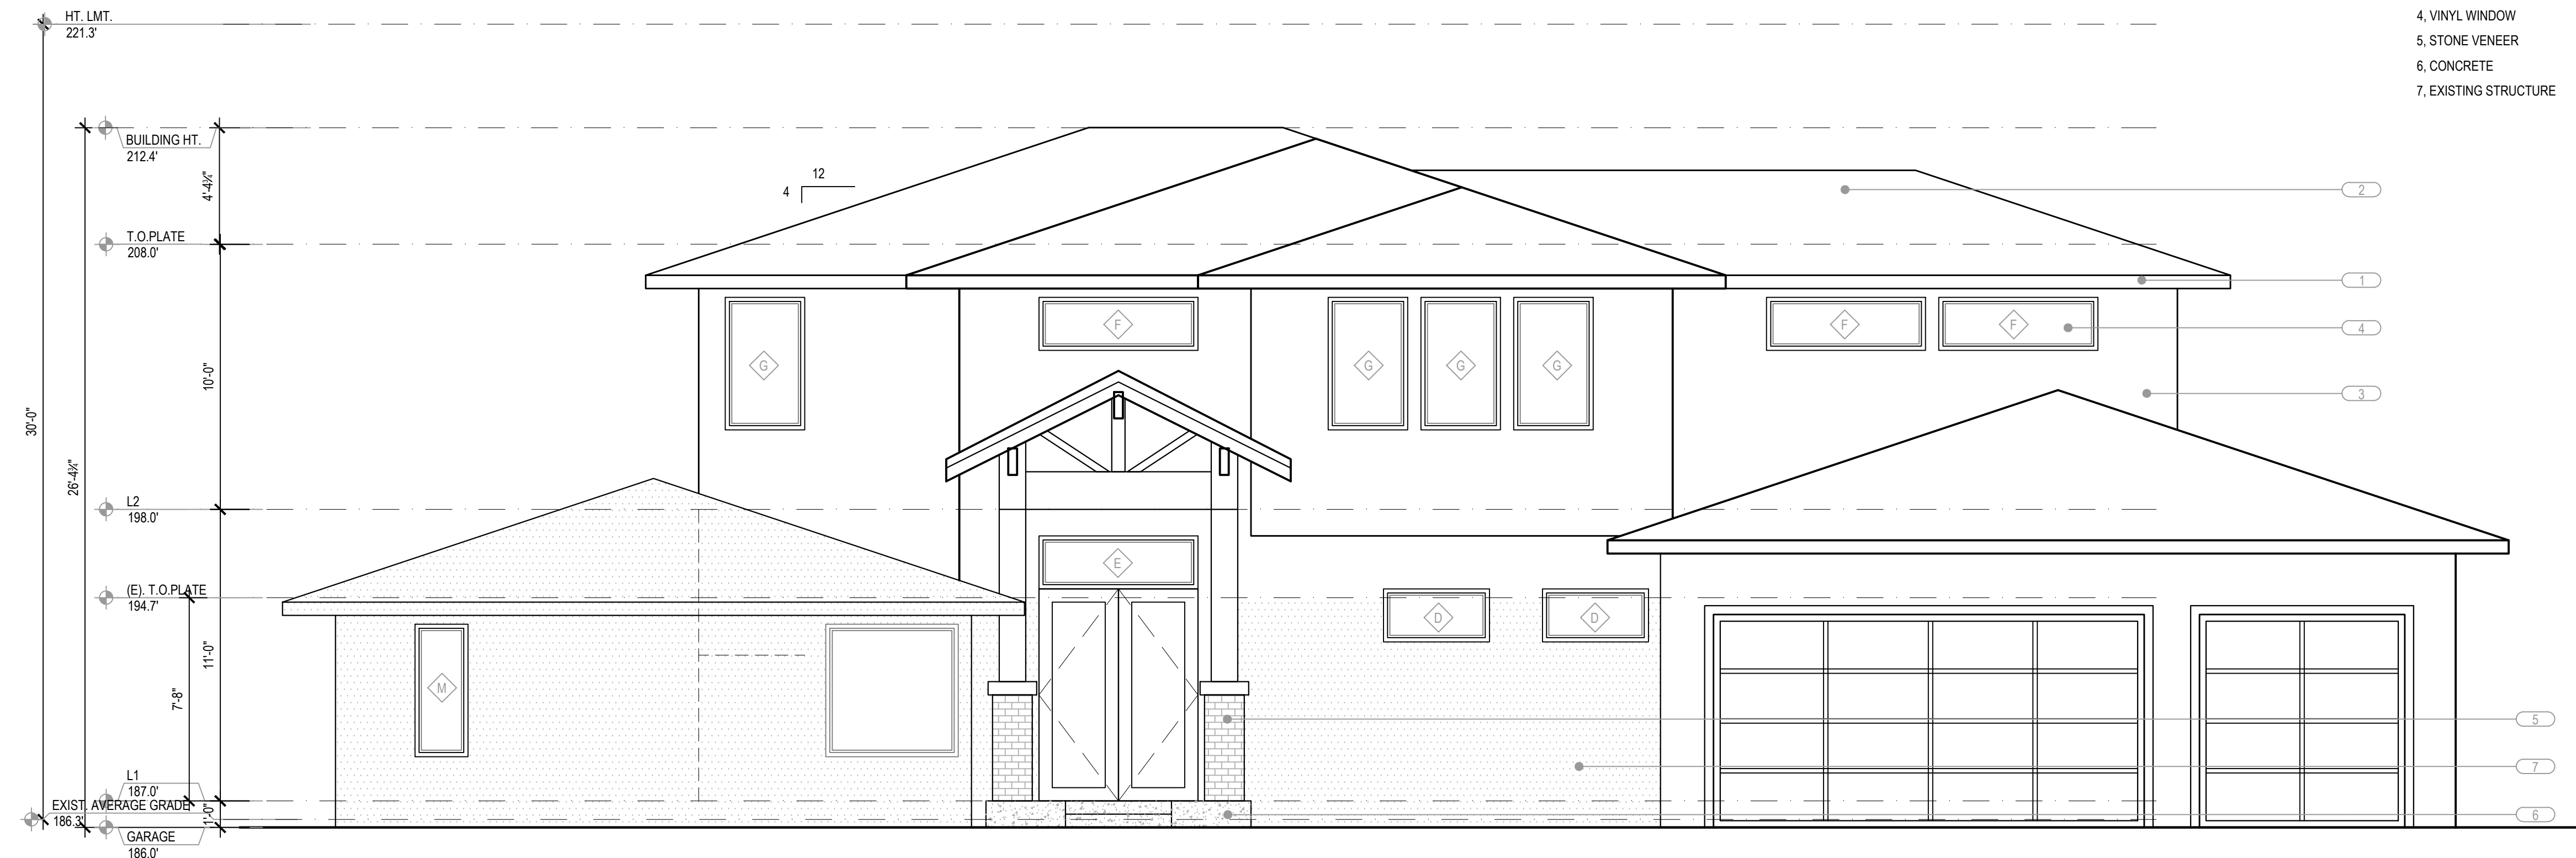 HT. LMT.
221.3'
4, VINYL WINDOW
5, STONE VENEER
6, CONCRETE
7, EXISTING STRUCTURE
BUILDING HT.
212.4'
4'-4¾"
12
4
2
T.O.PLATE
208.0'
1
F
F
F
4
G
G
G
G
10'-0"
3
30'-0"
26'-4¾"
L2
198.0'
E
(E). T.O.PLATE
194.7'
D
D
11'-0"
7'-8"
M
5
7
L1
187.0'
EXIST. AVERAGE GRADE
186.3'
1'-0"
6
GARAGE
186.0'